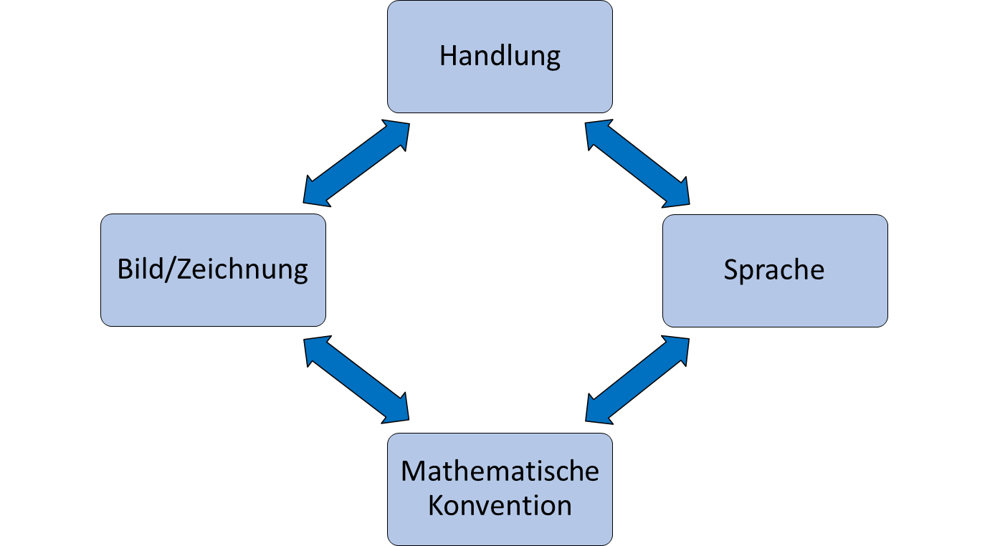 Handlung
Bild/Zeichnung
Sprache
Mathematische
Konvention